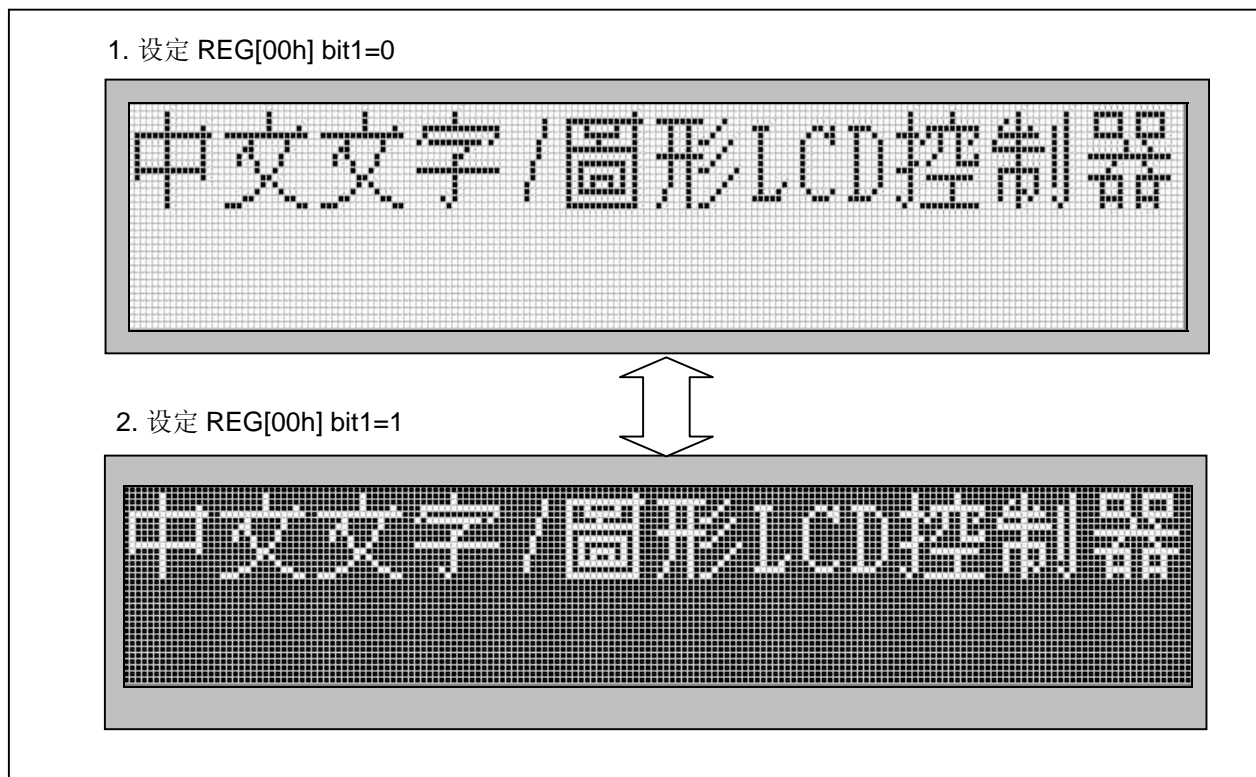 1. 设定 REG[00h] bit1=0
中文文字/圖形LCD控制器
2. 设定 REG[00h] bit1=1
中文文字/圖形LCD控制器